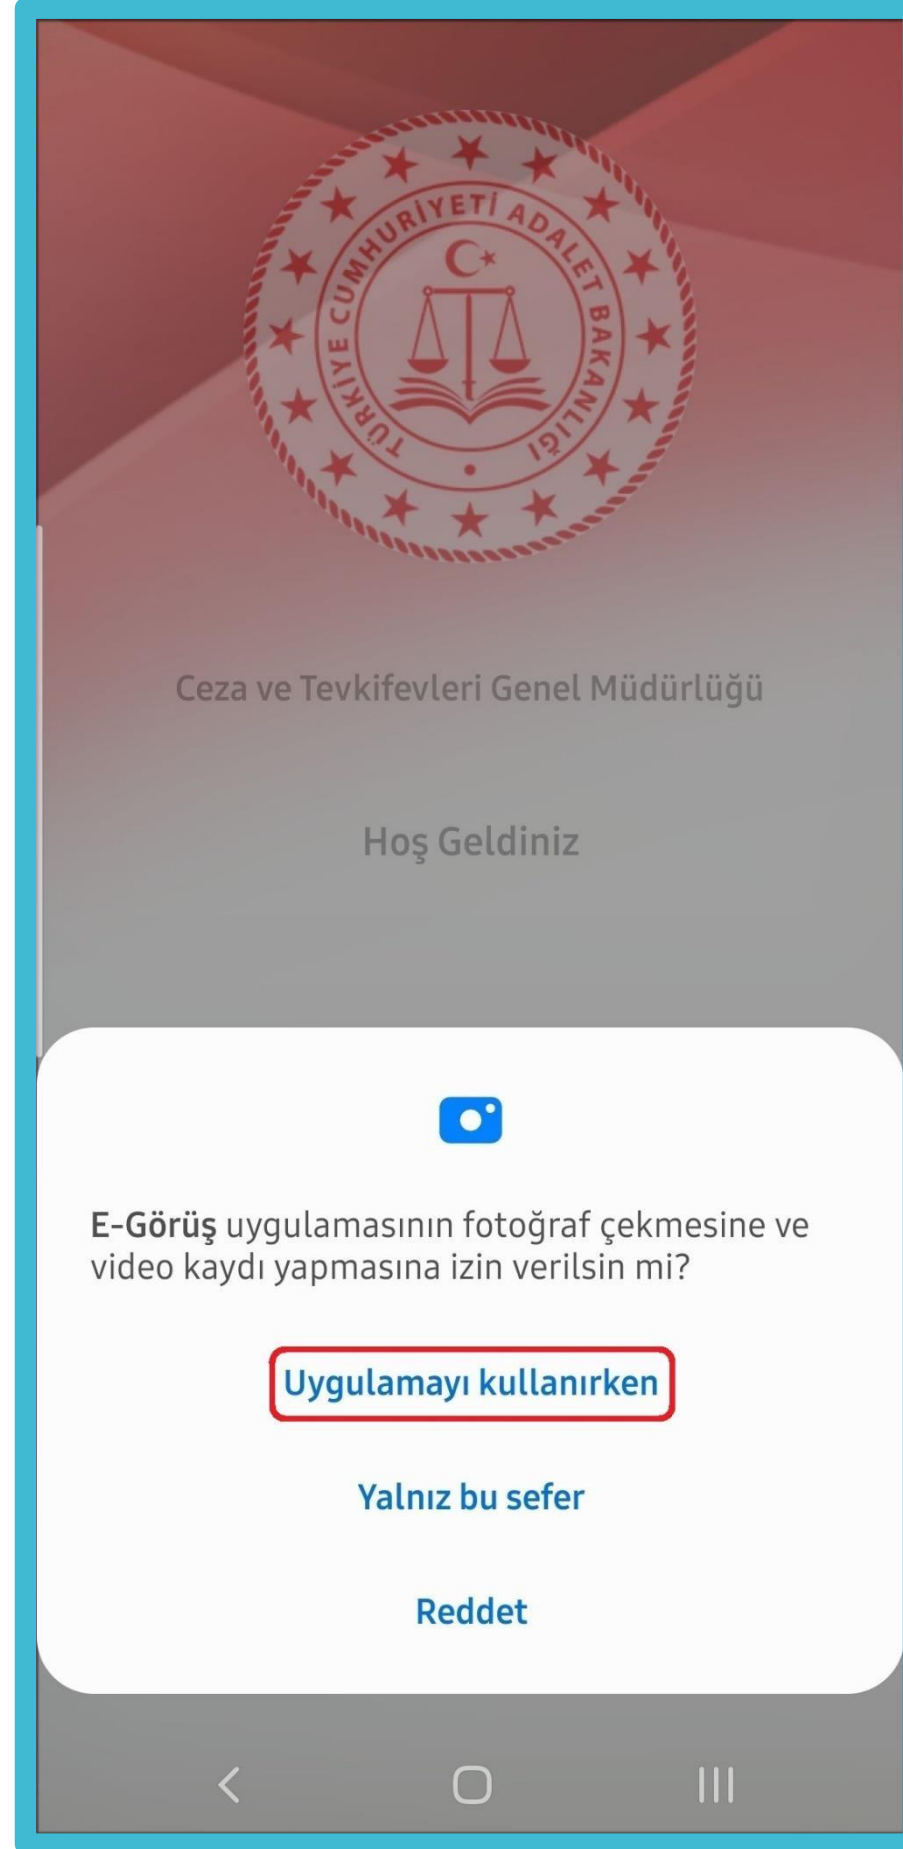 TÜRKİYE CUMHURİYETİ ADALET BAKANLIĞI
Ceza ve Tevkifevleri Genel Müdürlüğü
Hoş Geldiniz
E-Görüş uygulamasının fotoğraf çekmesine ve
video kaydı yapmasına izin verilsin mi?
Uygulamayı kullanırken
Yalnız bu sefer
Reddet